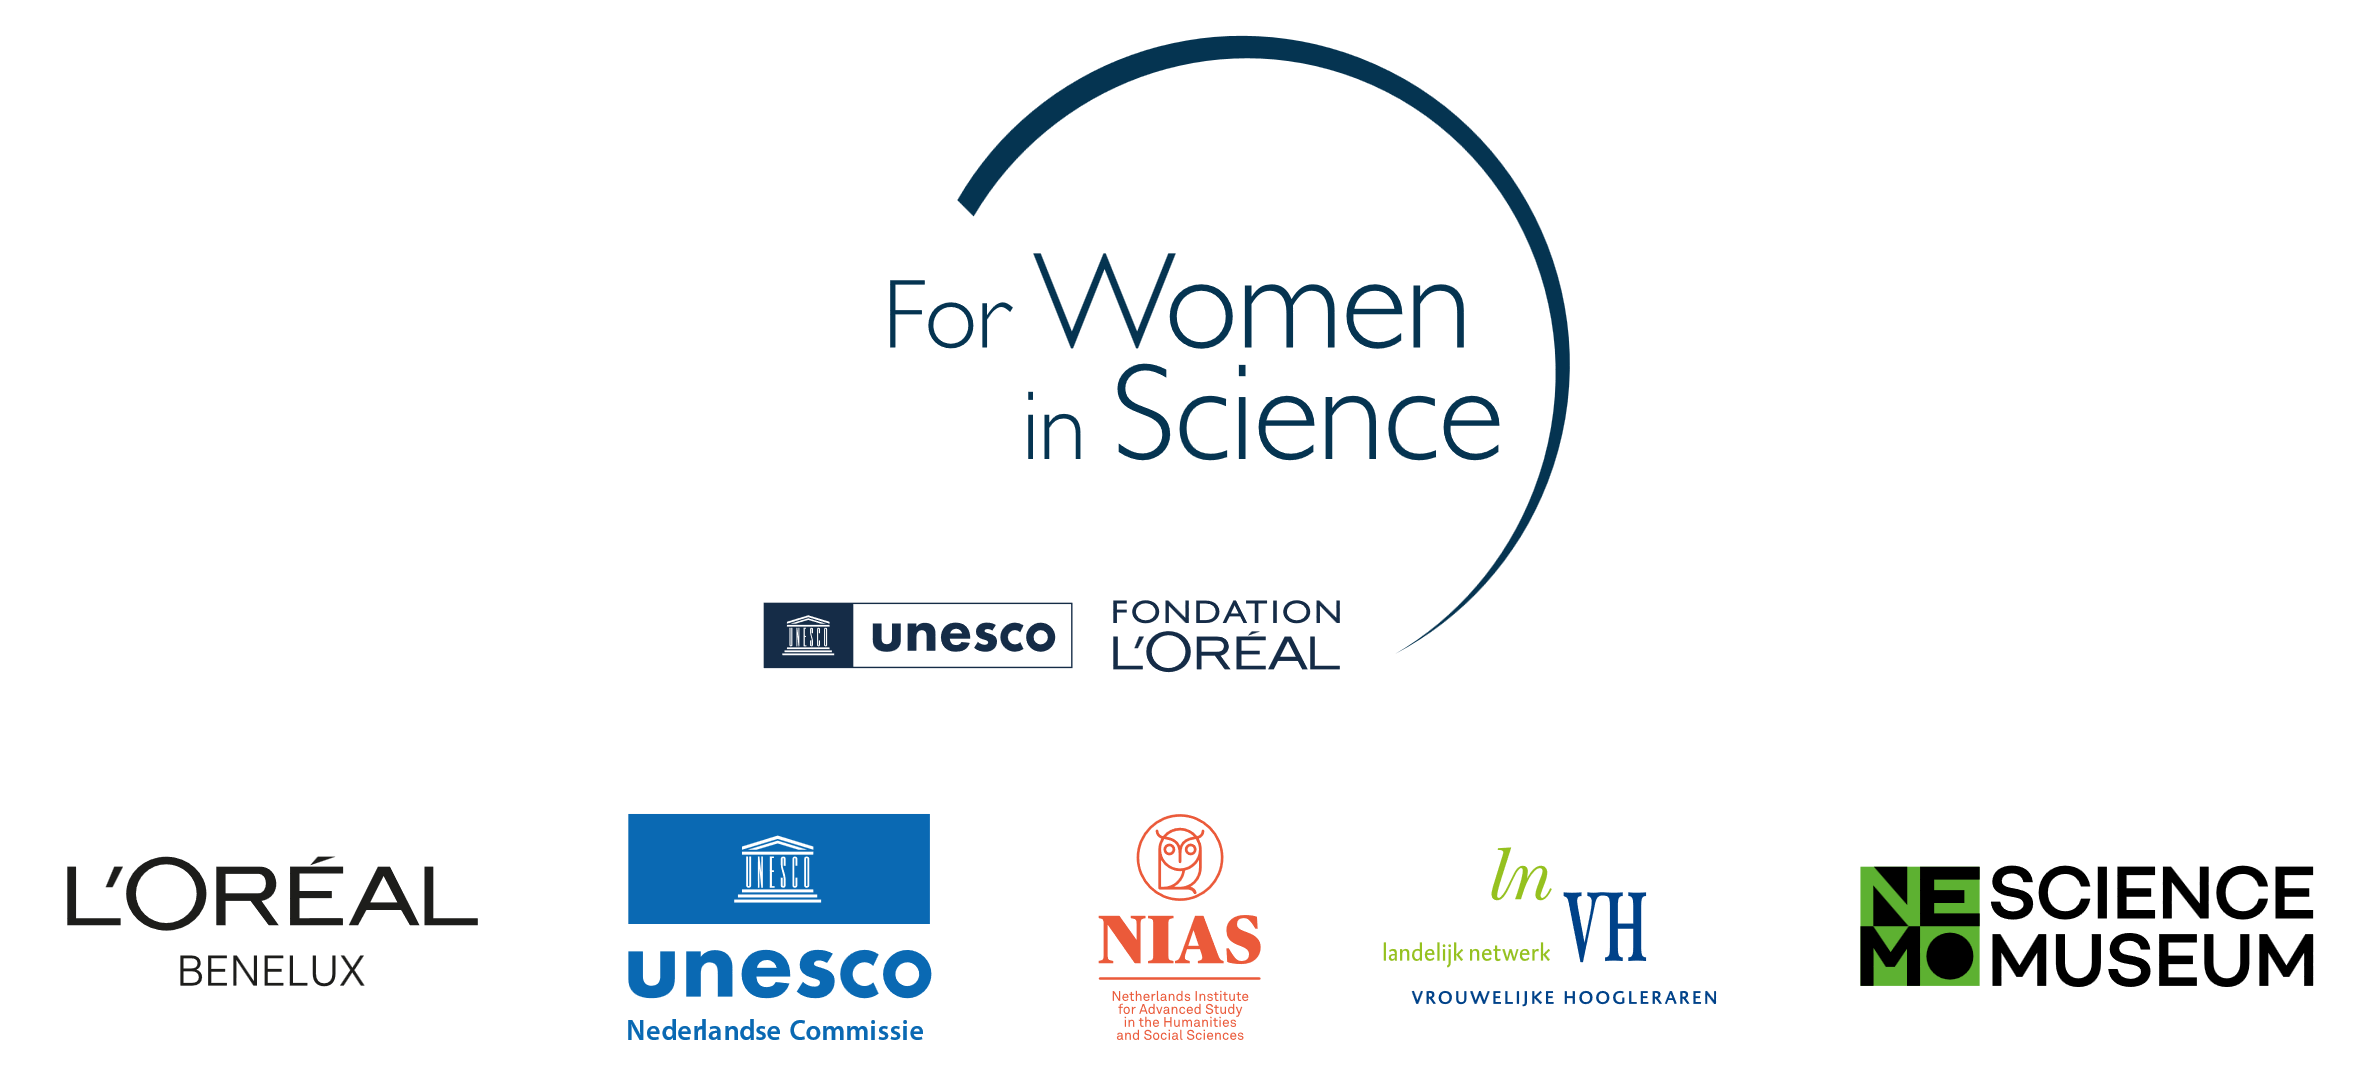 For Women
in Science
UNESCO
unesco
FONDATION
L'ORÉAL
L'ORÉAL
BENELUX
UNESCO
unesco
Nederlandse Commissie
NIAS
Netherlands Institute
for Advanced Study
in the Humanities
and Social Sciences
ln
VH
landelijk netwerk
VROUWELIJKE HOOGLERAREN
NE
MO
SCIENCE
MUSEUM